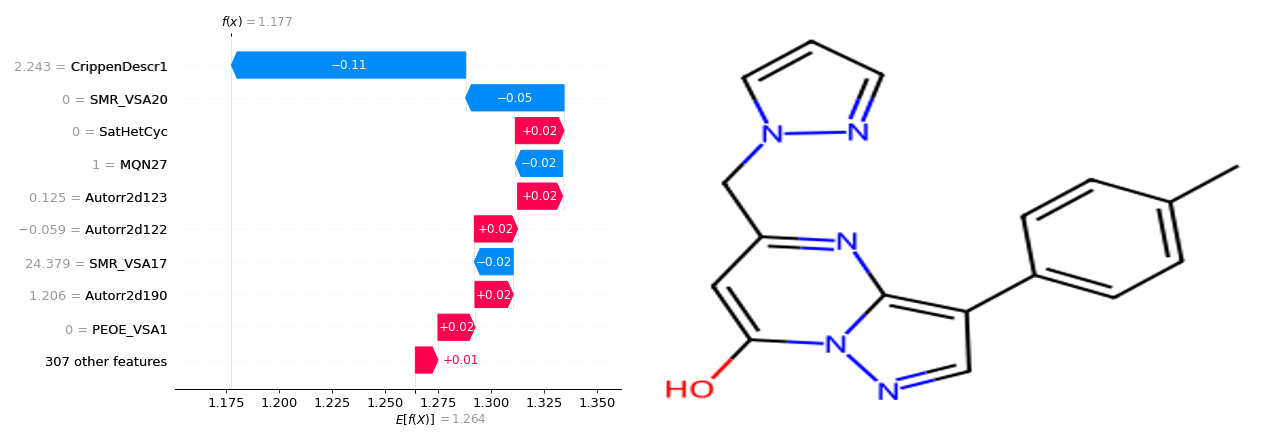 f(x) = 1.177
2.243 = CrippenDescr1
−0.11
0 = SMR_VSA20
−0.05
0 = SatHetCyc
+0.02
1 = MQN27
−0.02
0.125 = Autorr2d123
+0.02
−0.059 = Autorr2d122
+0.02
24.379 = SMR_VSA17
−0.02
1.206 = Autorr2d190
+0.02
0 = PEOE_VSA1
+0.02
307 other features
+0.01
1.175 1.200 1.225 1.250 1.275 1.300 1.325 1.350
E[f(X)] = 1.264
N N
N
N
HO N